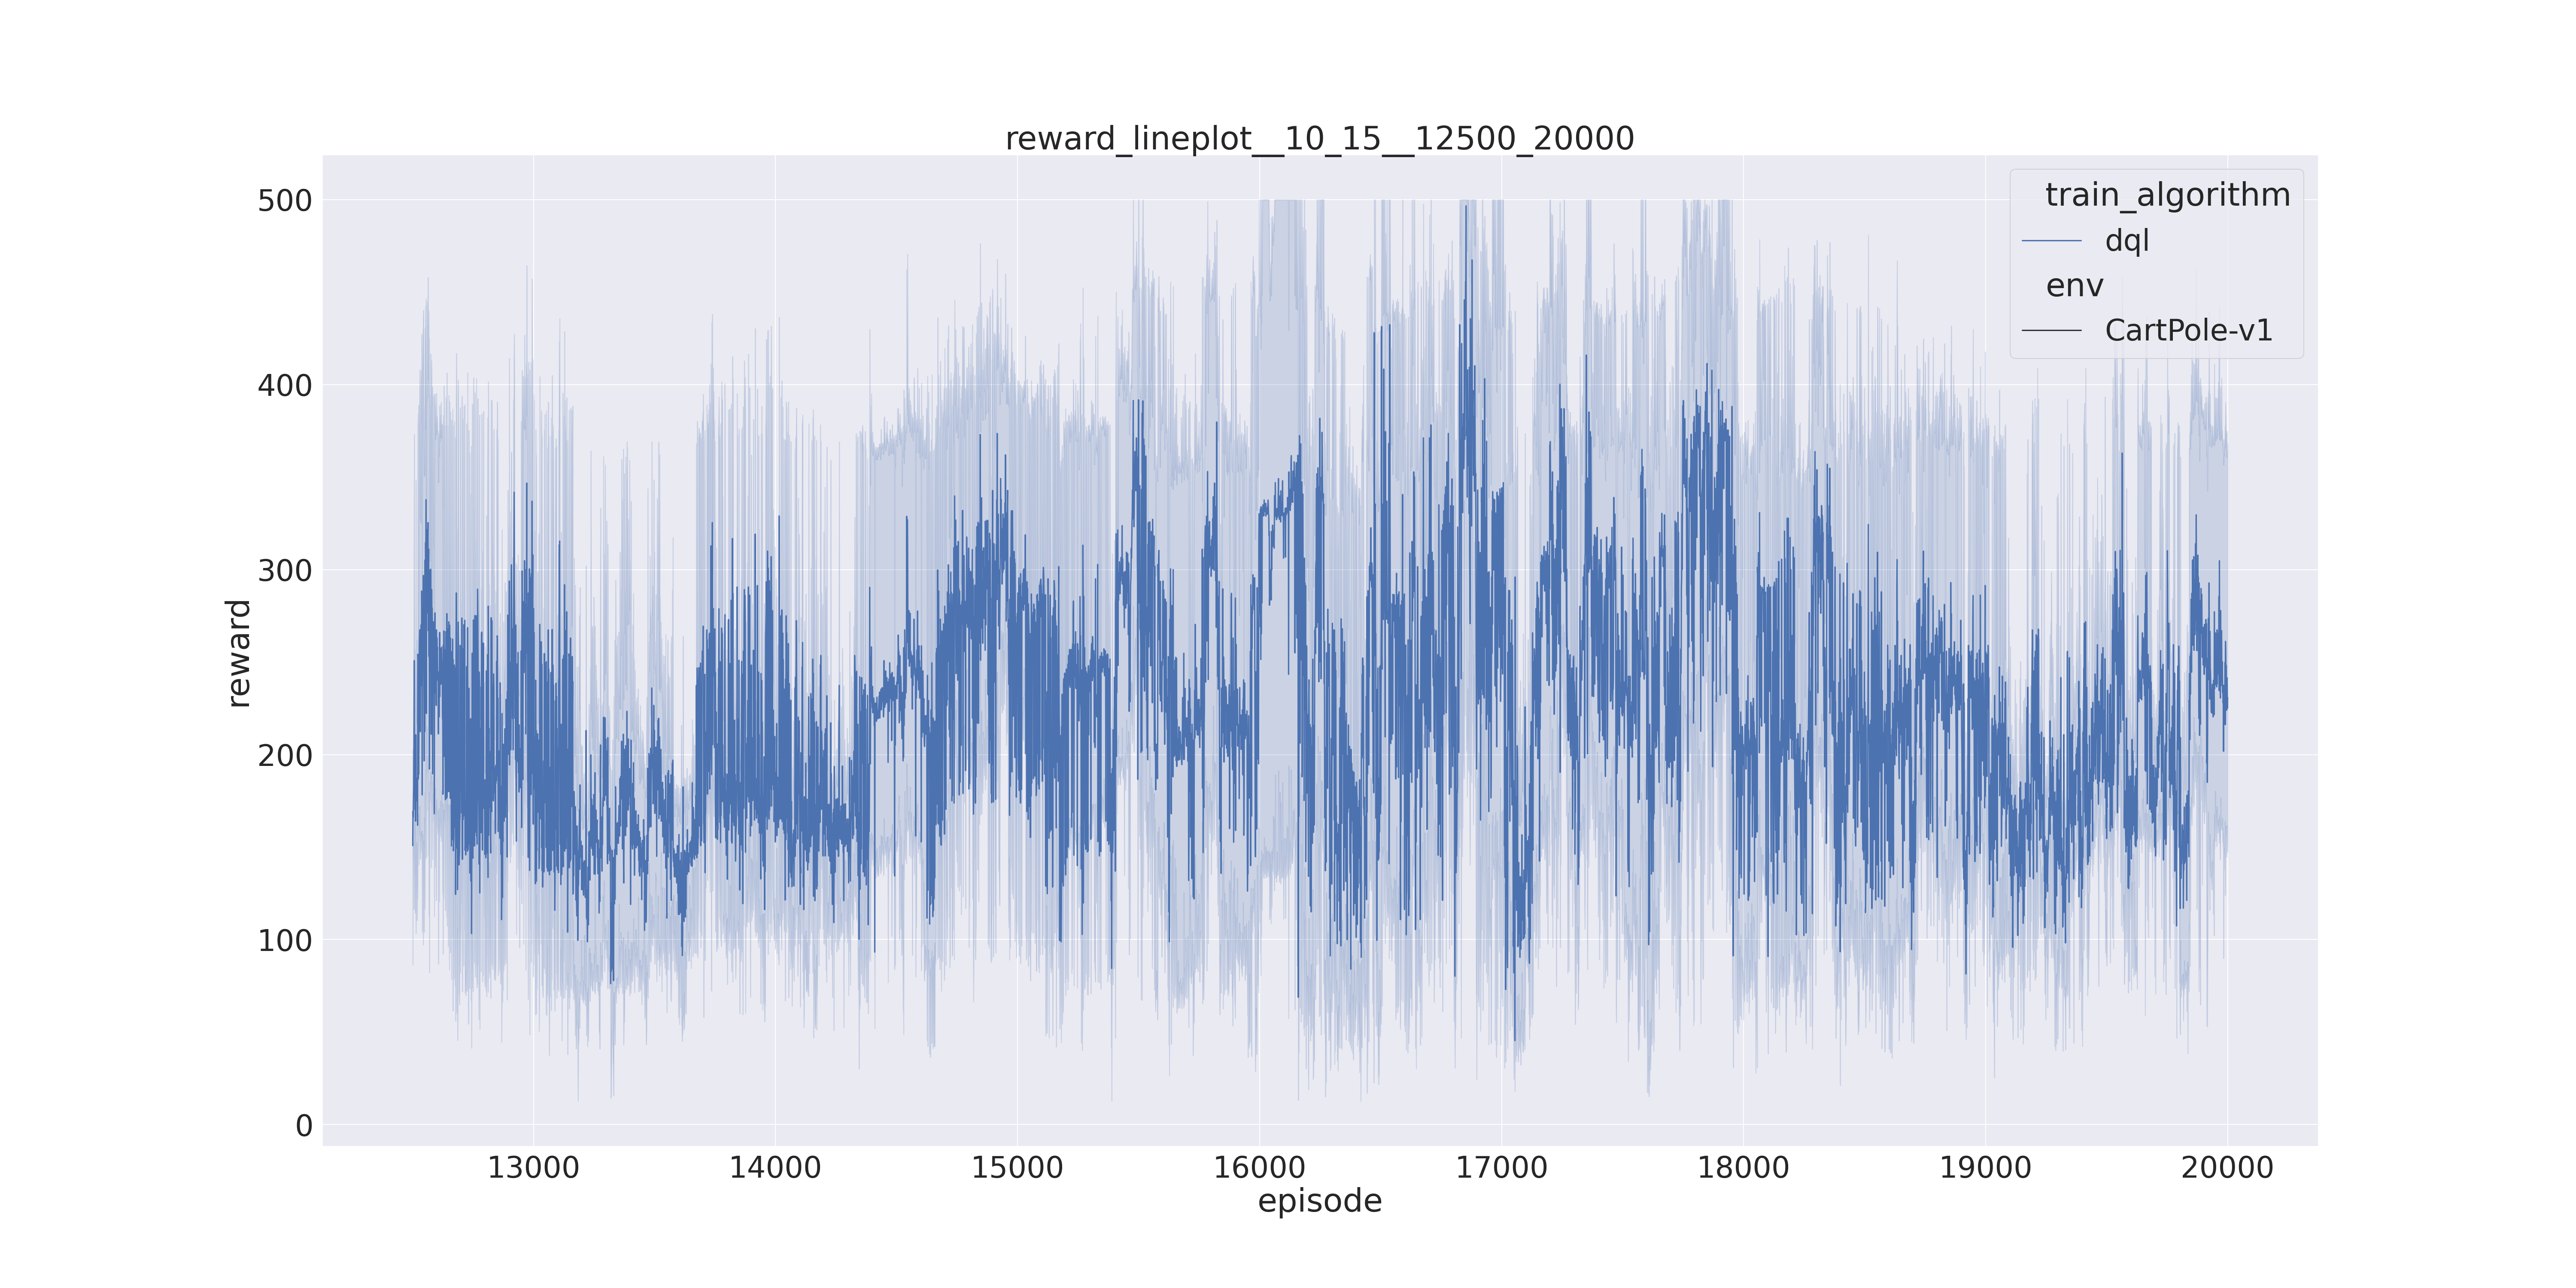 reward_lineplot__10_15__12500_20000
train_algorithm
dql
env
CartPole-v1
500
400
300
200
100
0
reward
13000 14000 15000 16000 17000 18000 19000 20000
episode